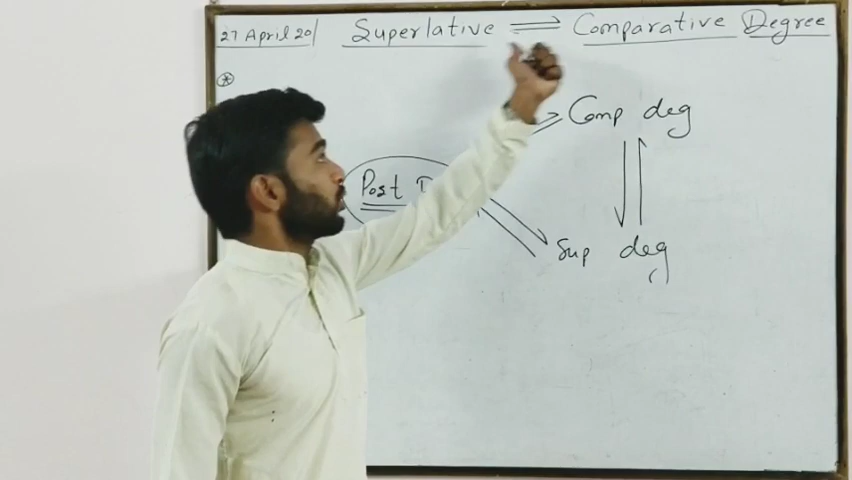 27 April 20 Superlative ⇌ Comparative Degree
Comp deg
Post
Sup deg